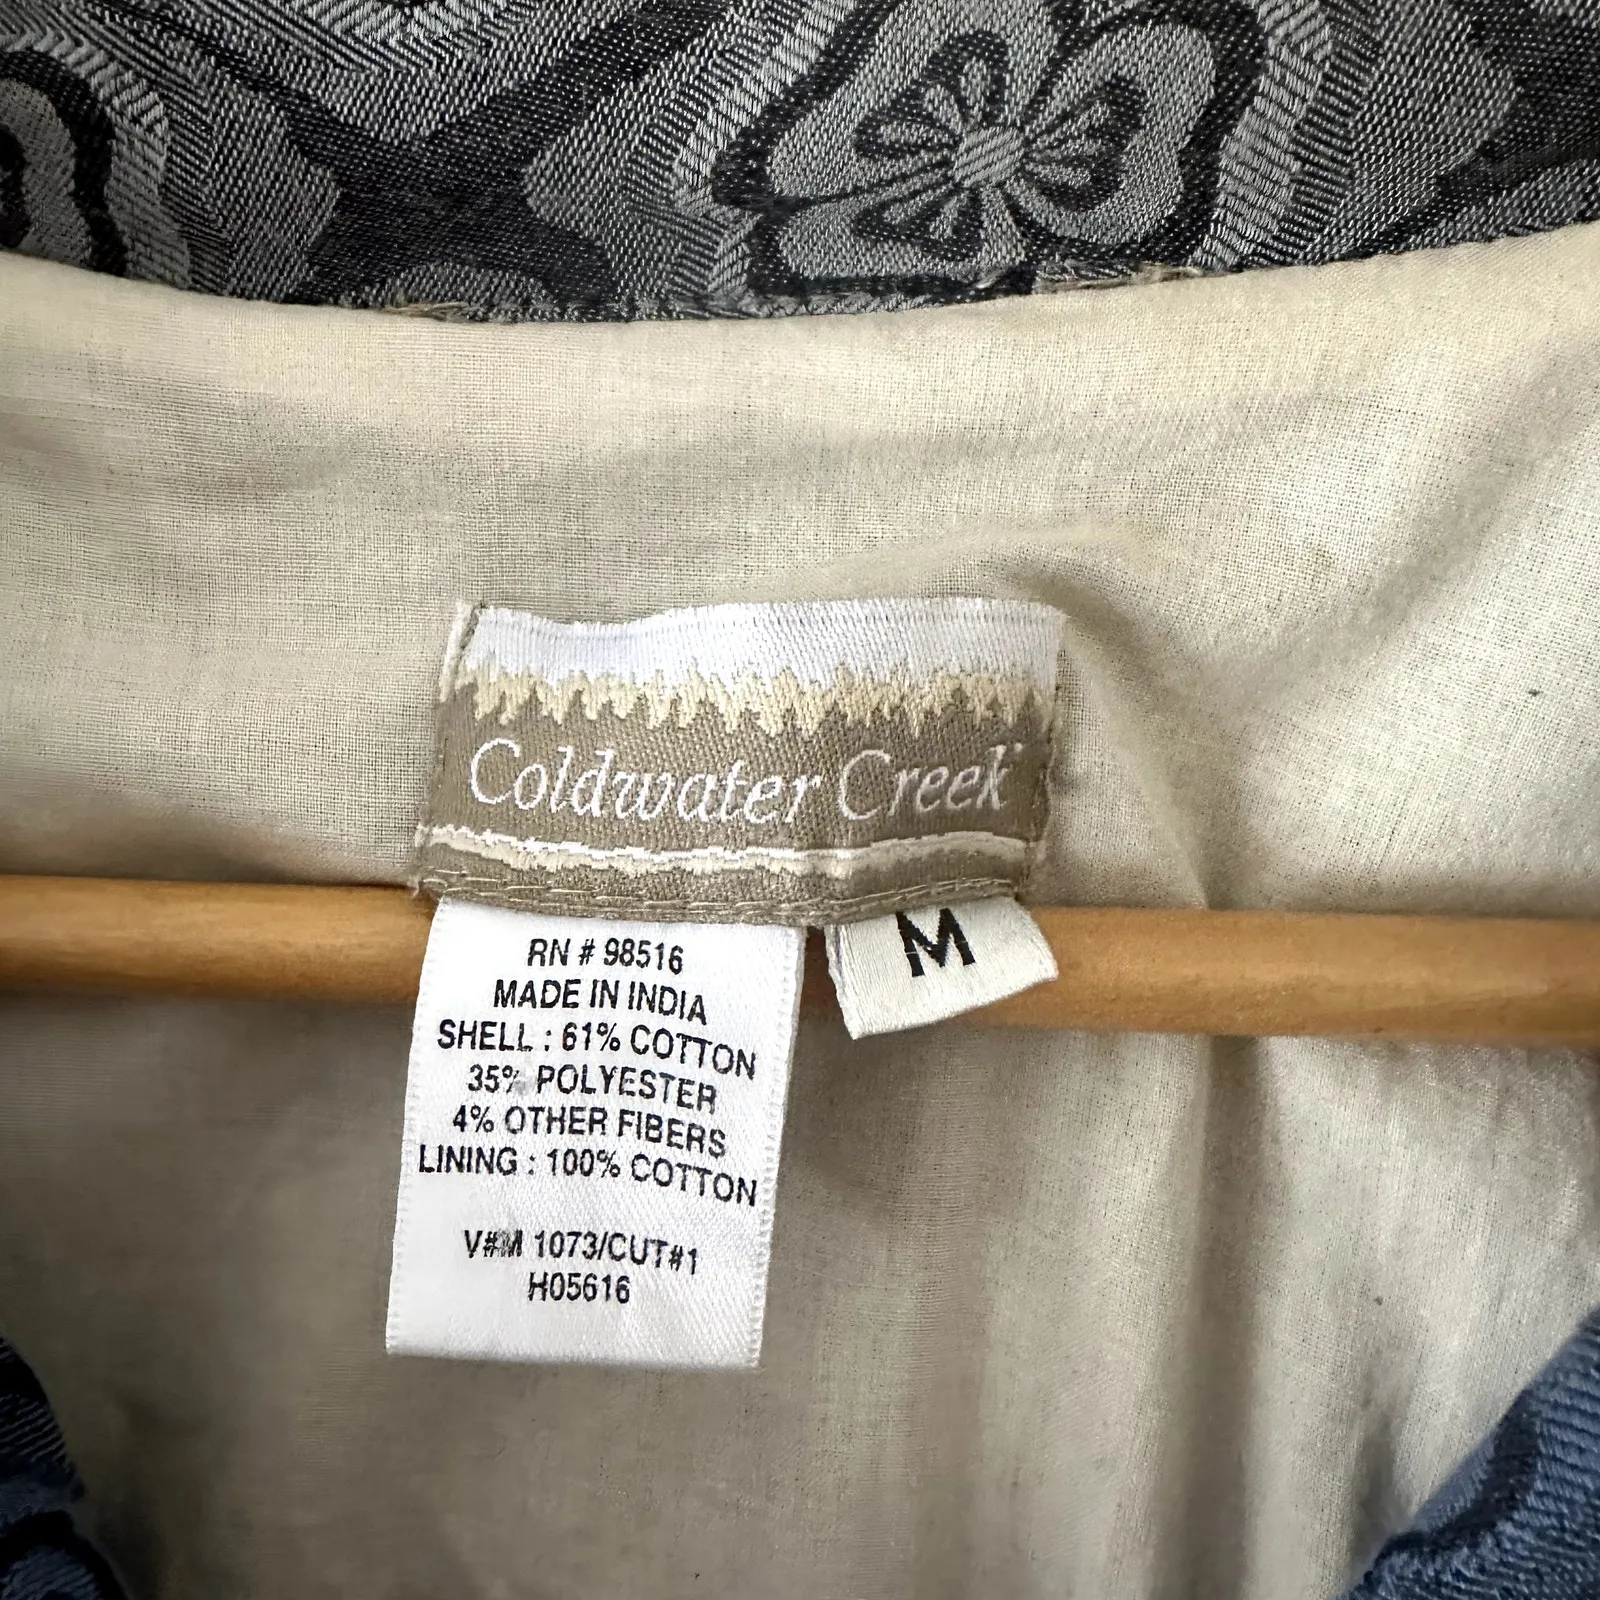 Coldwater Creek
M
RN # 98516
MADE IN INDIA
SHELL : 61% COTTON
35% POLYESTER
4% OTHER FIBERS
LINING : 100% COTTON
V#M 1073/CUT#1
H05616